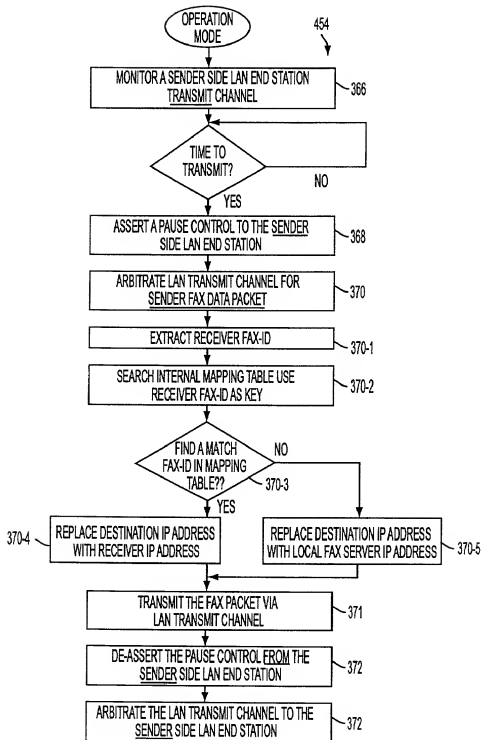 OPERATION
MODE
454
MONITOR A SENDER SIDE LAN END STATION
TRANSMIT CHANNEL
366
TIME TO
TRANSMIT?
NO
YES
ASSERT A PAUSE CONTROL TO THE SENDER
SIDE LAN END STATION
368
ARBITRATE LAN TRANSMIT CHANNEL FOR
SENDER FAX DATA PACKET
370
EXTRACT RECEIVER FAX-ID
370-1
SEARCH INTERNAL MAPPING TABLE USE
RECEIVER FAX-ID AS KEY
370-2
FIND A MATCH
FAX-ID IN MAPPING
TABLE??
370-3
NO
YES
370-4
REPLACE DESTINATION IP ADDRESS
WITH RECEIVER IP ADDRESS
REPLACE DESTINATION IP ADDRESS
WITH LOCAL FAX SERVER IP ADDRESS
370-5
TRANSMIT THE FAX PACKET VIA
LAN TRANSMIT CHANNEL
371
DE-ASSERT THE PAUSE CONTROL FROM THE
SENDER SIDE LAN END STATION
372
ARBITRATE THE LAN TRANSMIT CHANNEL TO THE
SENDER SIDE LAN END STATION
372